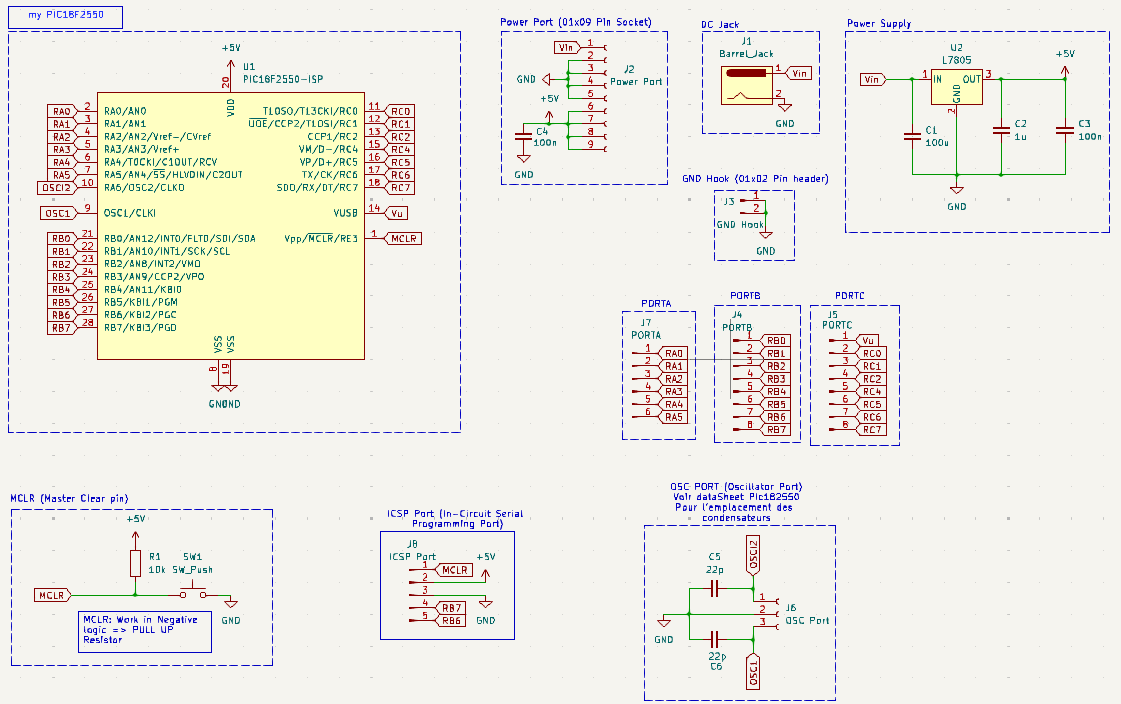 my PIC18F2550
+5V
U1
PIC18F2550-ISP
20
VDD
RA0 2 RA0/AN0
RA1 3 RA1/AN1
RA2 4 RA2/AN2/Vref-/CVref
RA3 5 RA3/AN3/Vref+
RA4 6 RA4/T0CKI/C1OUT/RCV
RA5 7 RA5/AN4/SS/HLVDIN/C2OUT
OSCI2 10 RA6/OSC2/CLKO
OSC1 9 OSC1/CLKI
RB0 21 RB0/AN12/INT0/FLT0/SDI/SDA
RB1 22 RB1/AN10/INT1/SCK/SCL
RB2 23 RB2/AN8/INT2/VMO
RB3 24 RB3/AN9/CCP2/VPO
RB4 25 RB4/AN11/KBI0
RB5 26 RB5/KBI1/PGM
RB6 27 RB6/KBI2/PGC
RB7 28 RB7/KBI3/PGD
T1OSO/T13CKI/RC0 11 RC0
UOE/CCP2/T1OSI/RC1 12 RC1
CCP1/RC2 13 RC2
VM/D-/RC4 15 RC4
VP/D+/RC5 16 RC5
TX/CK/RC6 17 RC6
SDO/RX/DT/RC7 18 RC7
VUSB 14 Vu
Vpp/MCLR/RE3 1 MCLR
VSS VSS
8 19
GND GND
Power Port (01x09 Pin Socket)
Vin 1
2
GND 3
4
+5V 5
6
7
8
9
J2
Power Port
C4
100n
GND
DC Jack
J1
Barrel_Jack
1 Vin
2
GND
Power Supply
U2
L7805
Vin 1 IN OUT 3
GND
2
+5V
C1
100u
C2
1u
C3
100n
GND
GND Hook (01x02 Pin header)
J3 1
2
GND Hook
GND
PORTA
J7
PORTA
1 RA0
2 RA1
3 RA2
4 RA3
5 RA4
6 RA5
PORTB
J4
PORTB
1 RB0
2 RB1
3 RB2
4 RB3
5 RB4
6 RB5
7 RB6
8 RB7
PORTC
J5
PORTC
1 Vu
2 RC0
3 RC1
4 RC2
5 RC4
6 RC5
7 RC6
8 RC7
MCLR (Master Clear pin)
+5V
R1
10k
SW1
SW_Push
MCLR
GND
MCLR: Work in Negative
logic => PULL UP
Resistor
ICSP Port (In-Circuit Serial
Programming Port)
J8
ICSP Port
+5V
1 MCLR
2
3
4 RB7
5 RB6
GND
OSC PORT (Oscillator Port)
Voir dataSheet Pic182550
Pour l'emplacement des
condensateurs
C5
22p
OSCI2
1
2
3
J6
OSC Port
GND
22p
C6
OSC1